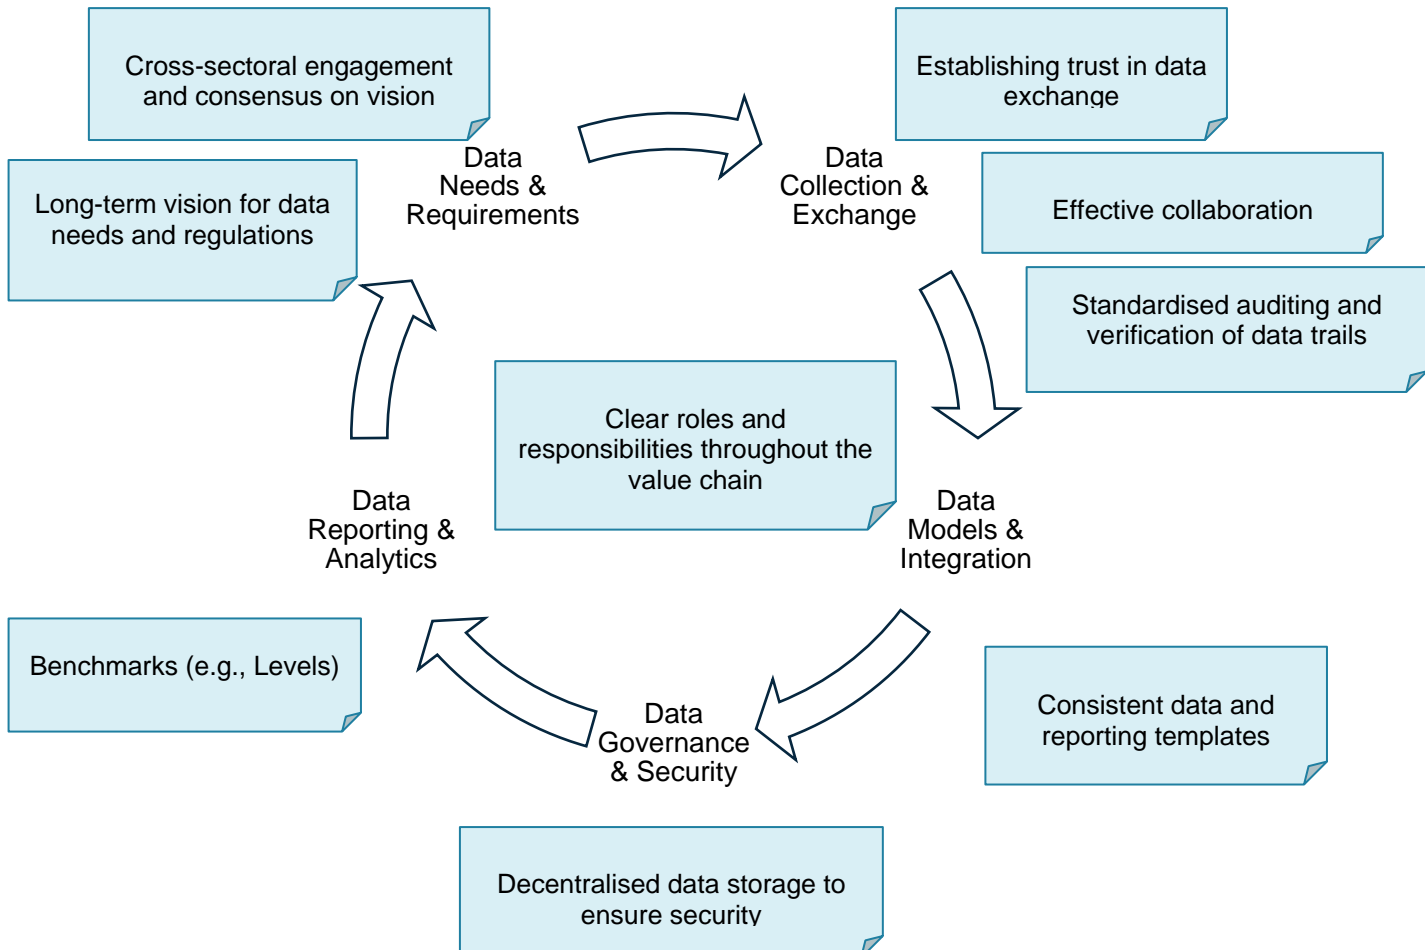 Cross-sectoral engagement
and consensus on vision
Establishing trust in data
exchange
Data
Needs &
Requirements
Data
Collection &
Exchange
Long-term vision for data
needs and regulations
Effective collaboration
Standardised auditing and
verification of data trails
Clear roles and
responsibilities throughout the
value chain
Data
Reporting &
Analytics
Data
Models &
Integration
Benchmarks (e.g., Levels)
Data
Governance
& Security
Consistent data and
reporting templates
Decentralised data storage to
ensure security